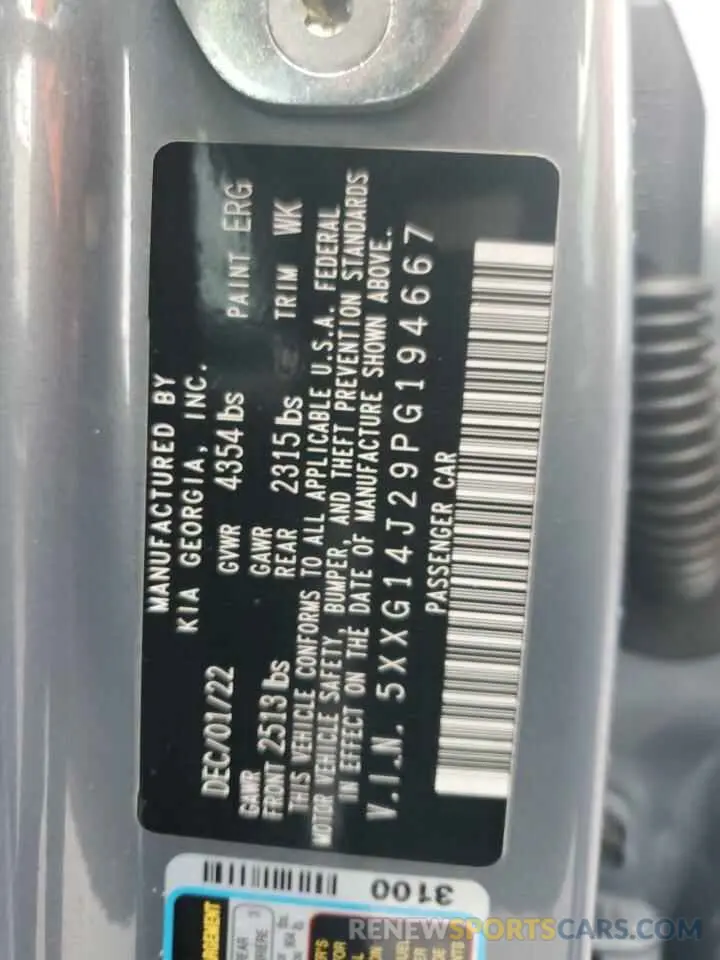 MANUFACTURED BY
KIA GEORGIA, INC.
DEC/01/22 GVWR 4354 lbs PAINT ERG
GAWR GAWR
FRONT 2513 lbs REAR 2315 lbs TRIM WK
THIS VEHICLE CONFORMS TO ALL APPLICABLE U.S.A. FEDERAL
MOTOR VEHICLE SAFETY, BUMPER, AND THEFT PREVENTION STANDARDS
IN EFFECT ON THE DATE OF MANUFACTURE SHOWN ABOVE.
V.I.N. 5XXG14J29PG194667
PASSENGER CAR
3100
RENEWSPORTSCARS.COM